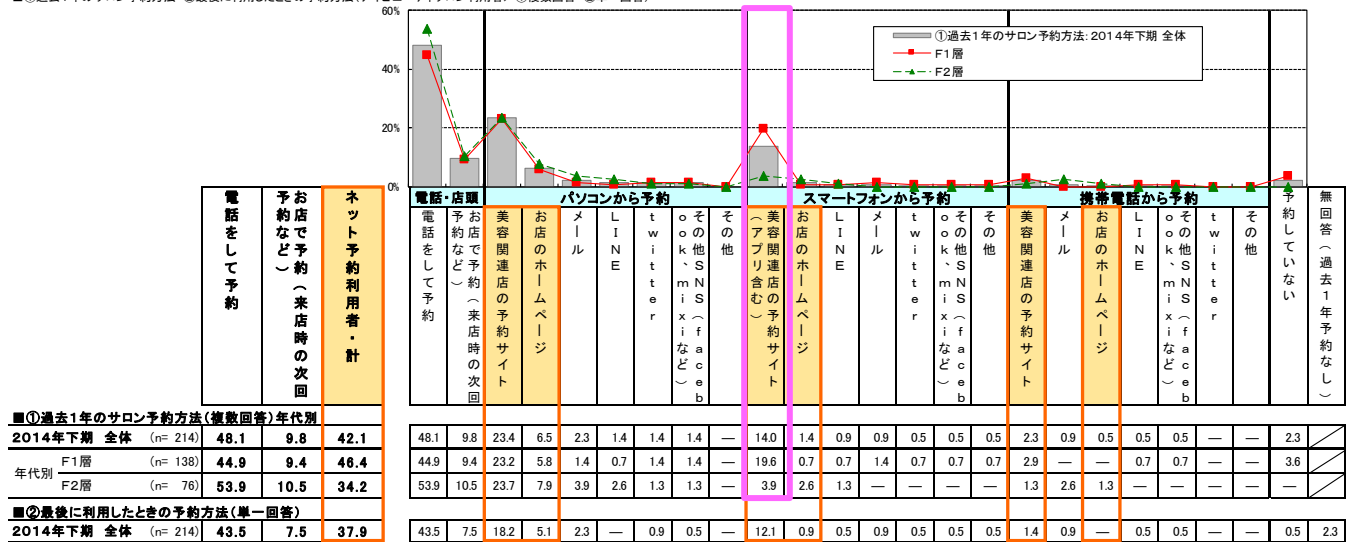 60%
40%
20%
0%
①過去1年のサロン予約方法: 2014年下期 全体
F1層
F2層
電話をして予約
お店で予約（来店時の次回予約など）
ネット予約利用者・計
電話・店頭
パソコンから予約
スマートフォンから予約
携帯電話から予約
電話をして予約
お店で予約（来店時の次回予約など）
美容関連店の予約サイト
お店のホームページ
メール
LINE
twitter
その他SNS（facebook、mixiなど）
その他
美容関連店の予約サイト（アプリ含む）
お店のホームページ
LINE
メール
twitter
その他SNS（facebook、mixiなど）
その他
美容関連店の予約サイト
メール
お店のホームページ
LINE
その他SNS（facebook、mixiなど）
twitter
その他
予約していない
無回答（過去1年予約なし）
■①過去1年のサロン予約方法（複数回答）年代別
2014年下期 全体 (n= 214) 48.1 9.8 42.1 48.1 9.8 23.4 6.5 2.3 1.4 1.4 1.4 — 14.0 1.4 0.9 0.9 0.5 0.5 0.5 2.3 0.9 0.5 0.5 0.5 — — 2.3
年代別
F1層 (n= 138) 44.9 9.4 46.4 44.9 9.4 23.2 5.8 1.4 0.7 1.4 1.4 — 19.6 0.7 0.7 1.4 0.7 0.7 0.7 2.9 — — 0.7 0.7 — — 3.6
F2層 (n= 76) 53.9 10.5 34.2 53.9 10.5 23.7 7.9 3.9 2.6 1.3 1.3 — 3.9 2.6 1.3 — — — — 1.3 2.6 1.3 — — — — —
■②最後に利用したときの予約方法（単一回答）
2014年下期 全体 (n= 214) 43.5 7.5 37.9 43.5 7.5 18.2 5.1 2.3 — 0.9 0.5 — 12.1 0.9 0.5 0.9 0.5 0.5 0.5 1.4 0.9 — 0.5 0.5 — — 0.5 2.3